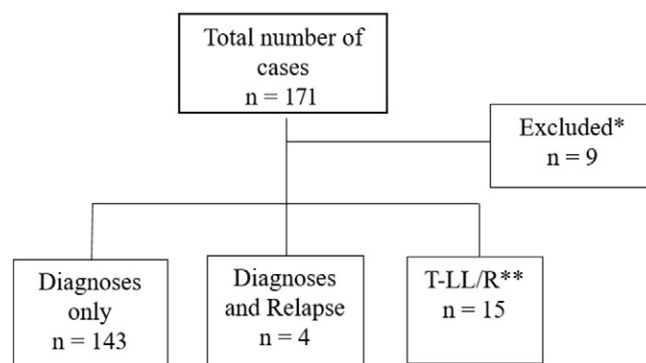 Total number of
cases
n = 171
Excluded*
n = 9
Diagnoses
only
n = 143
Diagnoses
and Relapse
n = 4
T-LL/R**
n = 15